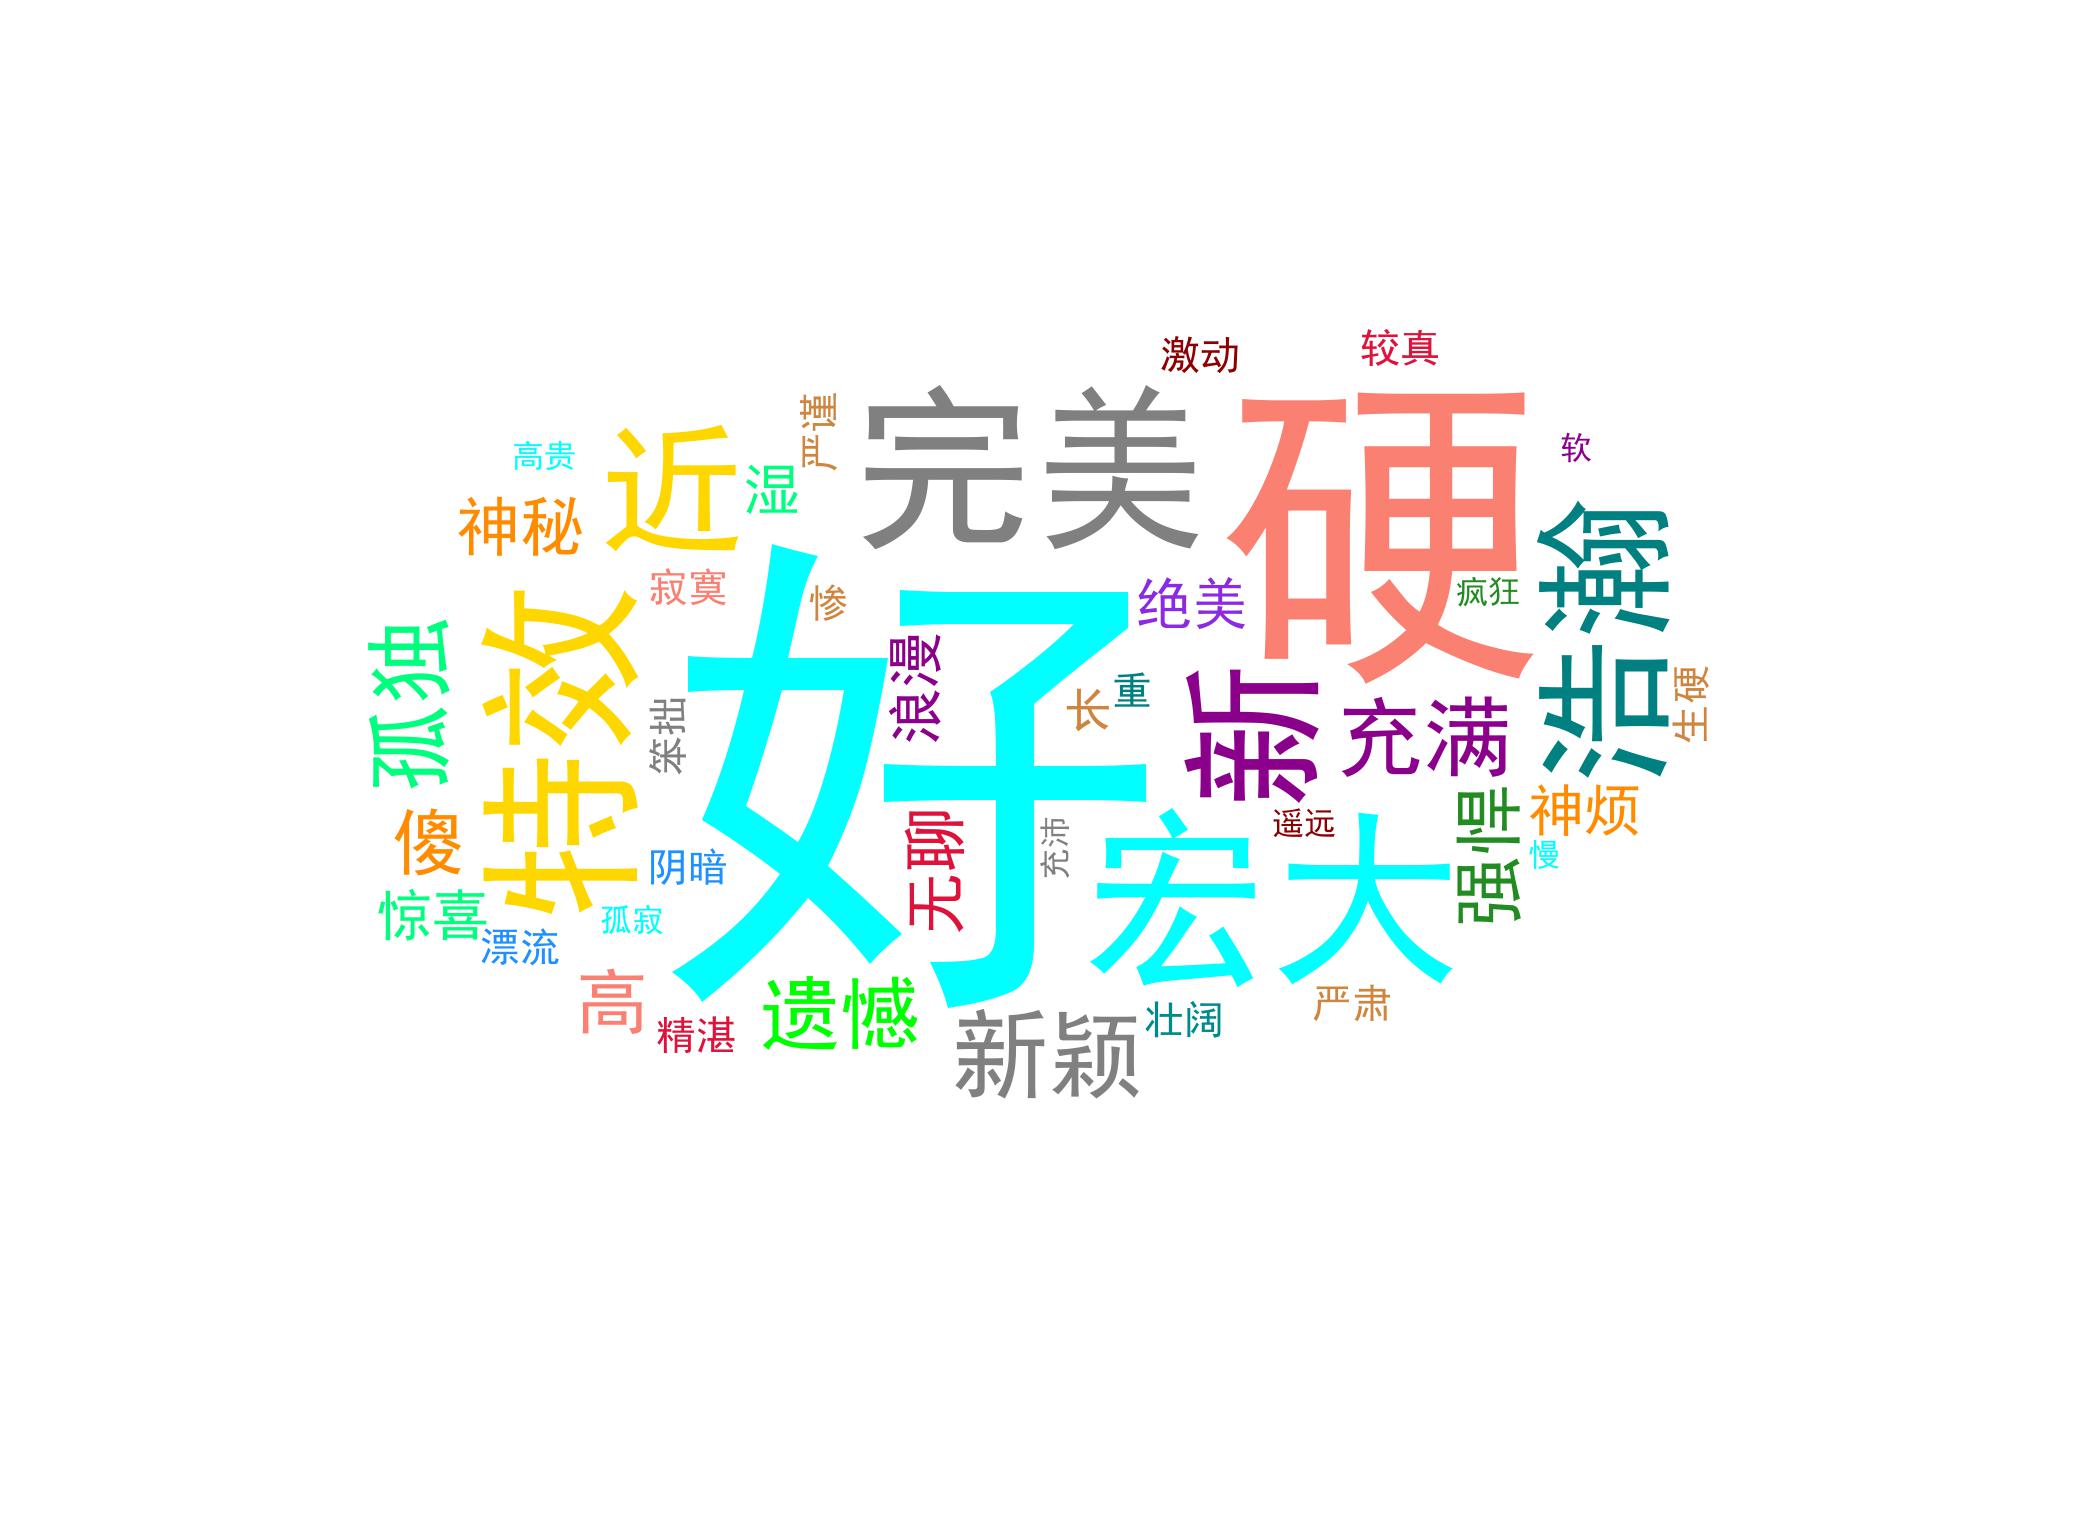 激动
较真
严谨
完美
硬
近
高贵
软
湿
神秘
浩瀚
寂寞
惨
绝美
疯狂
好
特效
孤独
浪漫
长
重
新
充满
生硬
笨拙
傻
阴暗
无聊
充沛
宏大
遥远
强悍
神烦
慢
惊喜
漂流
孤寂
高
精湛
遗憾
新颖
壮阔
严肃